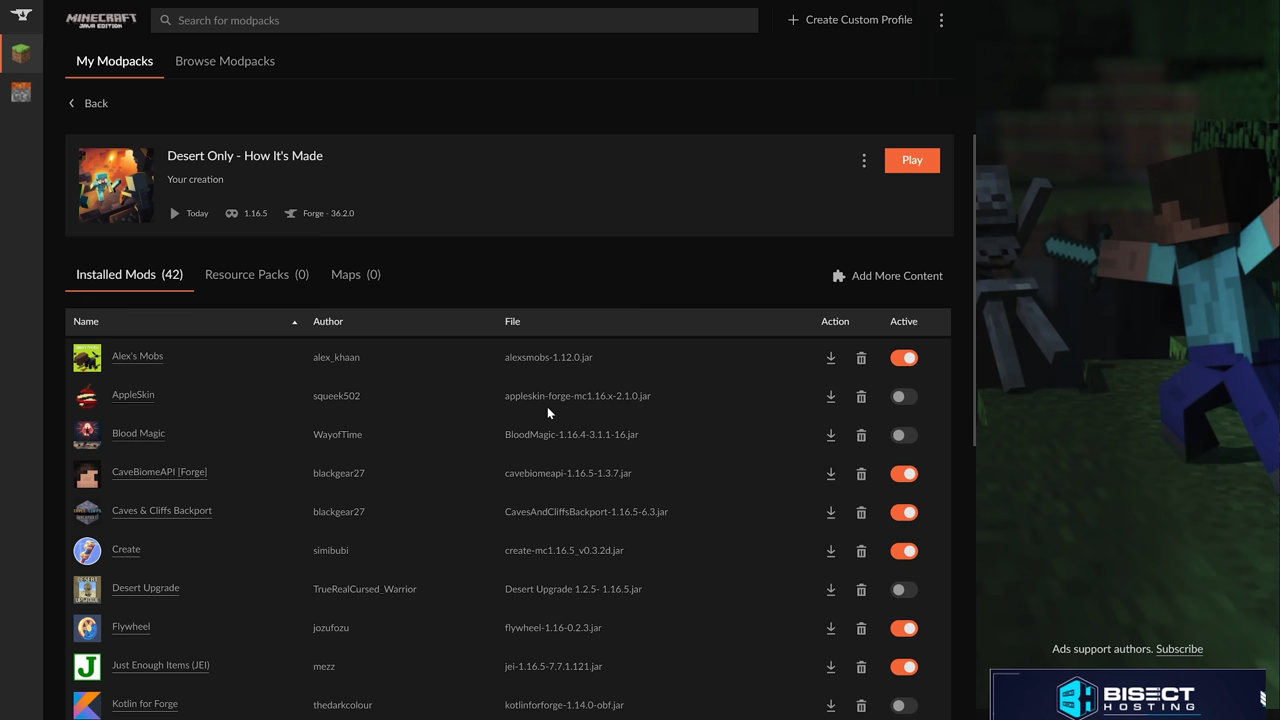 MINECRAFT
JAVA EDITION
Search for modpacks
Create Custom Profile
My Modpacks
Browse Modpacks
Back
Desert Only - How It's Made
Play
Your creation
Today
1.16.5
Forge - 36.2.0
Installed Mods (42)
Resource Packs (0)
Maps (0)
Add More Content
Name
Author
File
Action
Active
Alex's Mobs
alex_khaan
alexsmobs-1.12.0.jar
AppleSkin
squeek502
appleskin-forge-mc1.16.x-2.1.0.jar
Blood Magic
WayofTime
BloodMagic-1.16.4-3.1.1-16.jar
CaveBiomeAPI [Forge]
blackgear27
cavebiomeapi-1.16.5-1.3.7.jar
Caves & Cliffs Backport
blackgear27
CavesAndCliffsBackport-1.16.5-6.3.jar
Create
simibubi
create-mc1.16.5_v0.3.2d.jar
DESERT
UPGRADE
Desert Upgrade
TrueRealCursed_Warrior
Desert Upgrade 1.2.5- 1.16.5.jar
Flywheel
jozufozu
flywheel-1.16-0.2.3.jar
J
Just Enough Items (JEI)
mezz
jei-1.16.5-7.7.1.121.jar
Kotlin for Forge
thedarkcolour
kotlinforforge-1.14.0-obf.jar
Ads support authors. Subscribe
BISECT
HOSTING